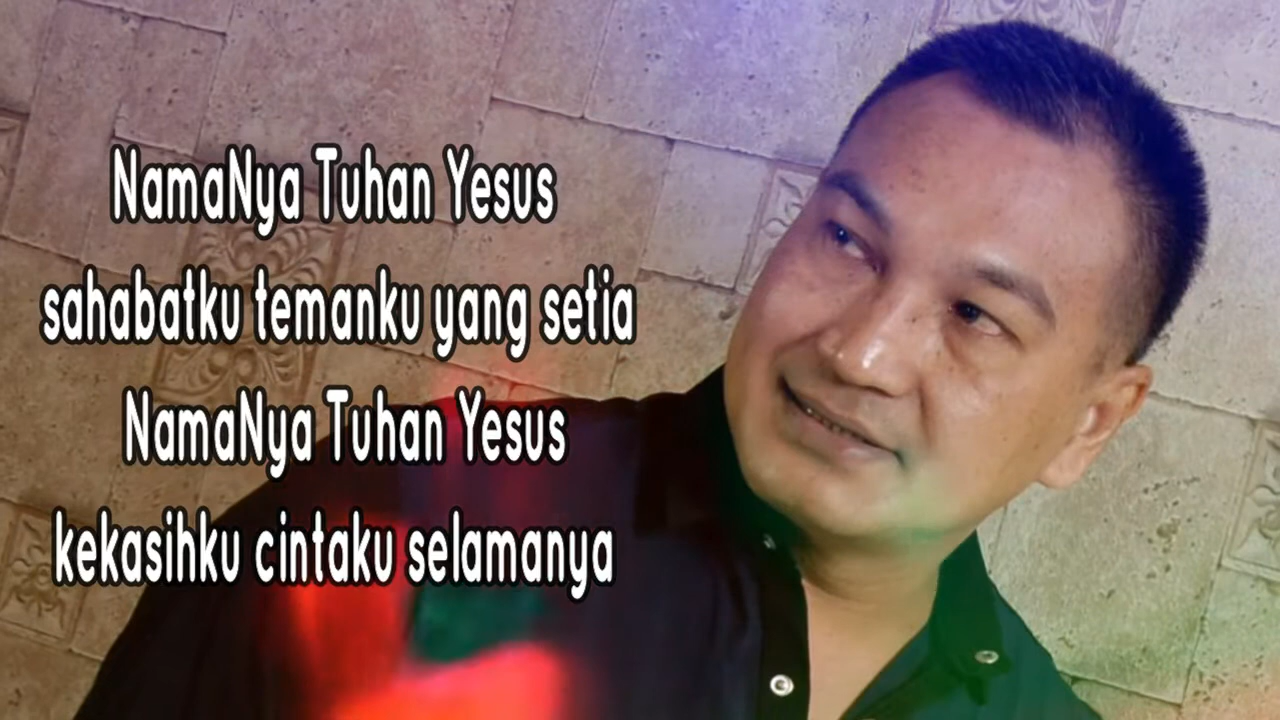 NamaNya Tuhan Yesus
sahabatku temanku yang setia
NamaNya Tuhan Yesus
kekasihku cintaku selamanya